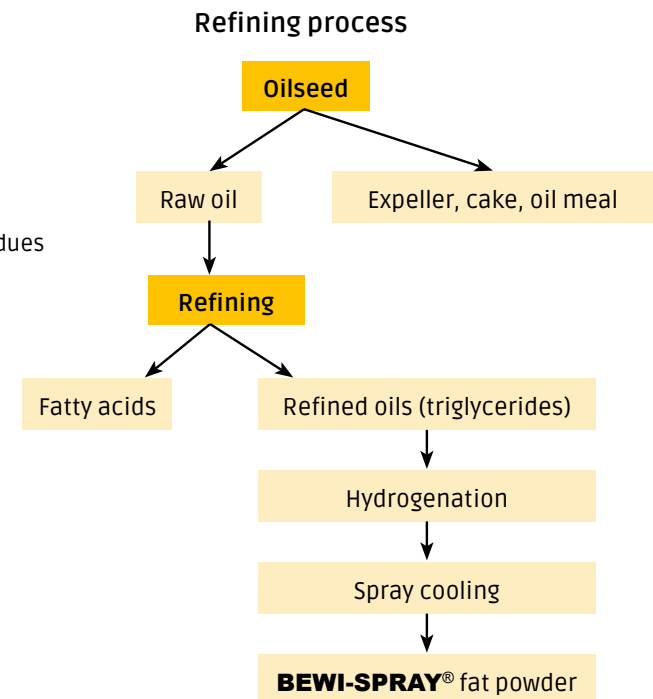 Refining process
Oilseed
Raw oil
Expeller, cake, oil meal
dues
Refining
Fatty acids
Refined oils (triglycerides)
Hydrogenation
Spray cooling
BEWI-SPRAY® fat powder